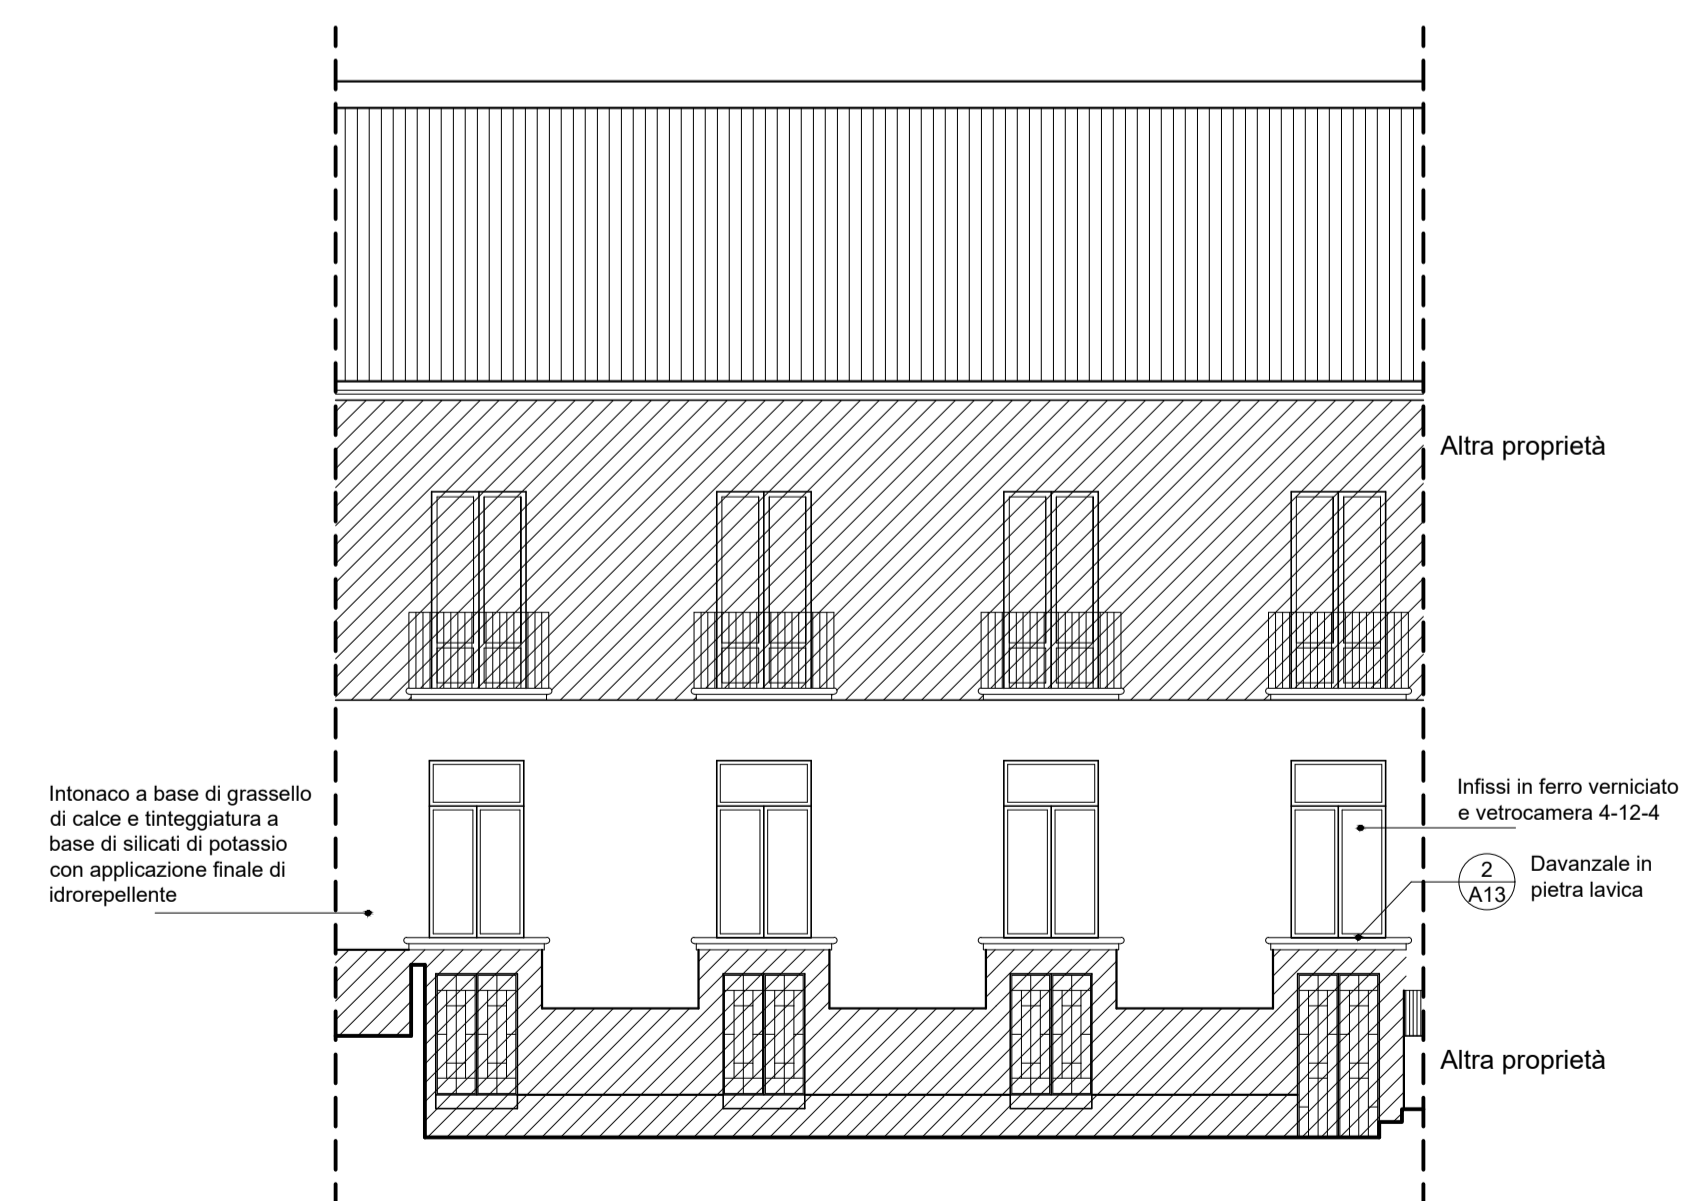 Altra proprietà
Intonaco a base di grassello
di calce e tinteggiatura a
base di silicati di potassio
con applicazione finale di
idrorepellente
Infissi in ferro verniciato
e vetrocamera 4-12-4
2
A13
Davanzale in
pietra lavica
Altra proprietà